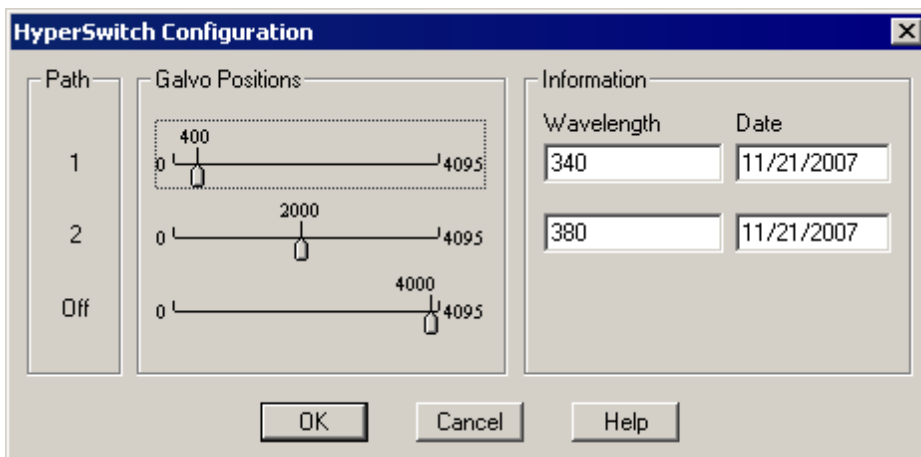 HyperSwitch Configuration
Path
Galvo Positions
Information
Wavelength Date
400
1 0 4095 340 11/21/2007
2000
2 0 4095 380 11/21/2007
4000
Off 0 4095
OK Cancel Help